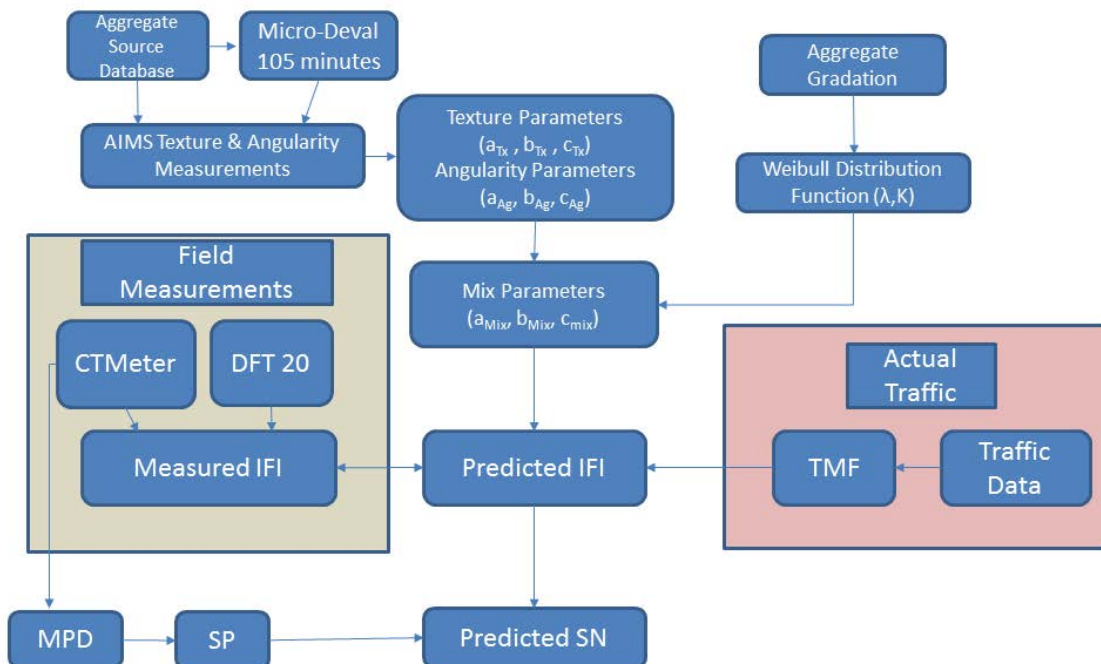 Aggregate
Source
Database
Micro-Deval
105 minutes
Aggregate
Gradation
AIMS Texture & Angularity
Measurements
Texture Parameters
(aTx , bTx , cTx)
Angularity Parameters
(aAg, bAg, cAg)
Weibull Distribution
Function (λ,K)
Field
Measurements
Mix Parameters
(aMix, bMix, cmix)
CTMeter
DFT 20
Actual
Traffic
Measured IFI
Predicted IFI
TMF
Traffic
Data
MPD
SP
Predicted SN